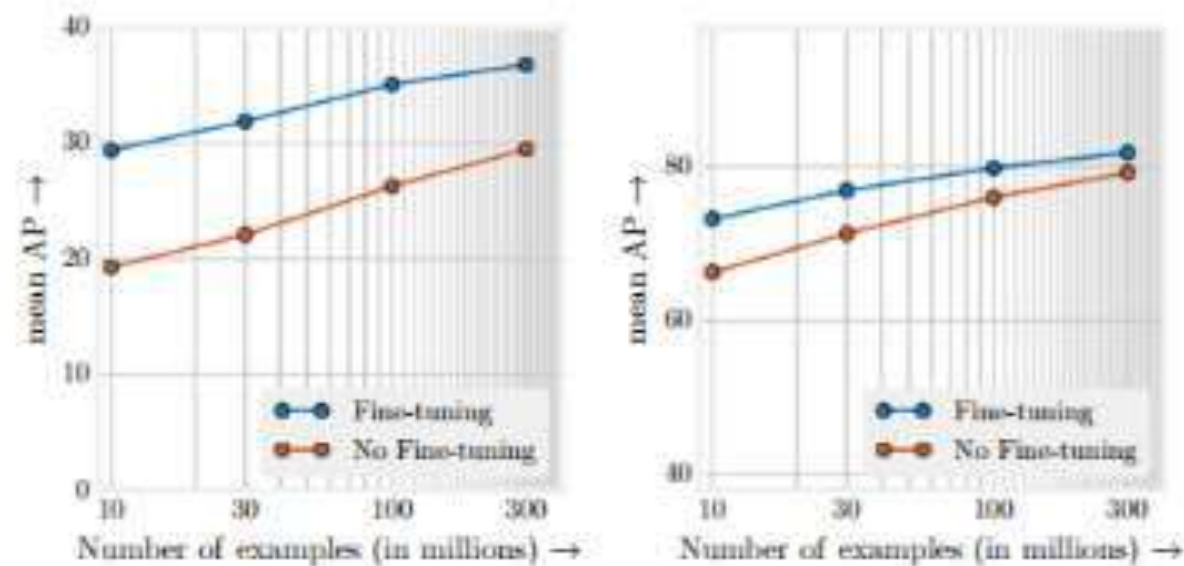 40
30
20
10
0
mean AP →
Fine-tuning
No Fine-tuning
10 30 100 300
Number of examples (in millions) →
80
60
40
mean AP →
Fine-tuning
No Fine-tuning
10 30 100 300
Number of examples (in millions) →